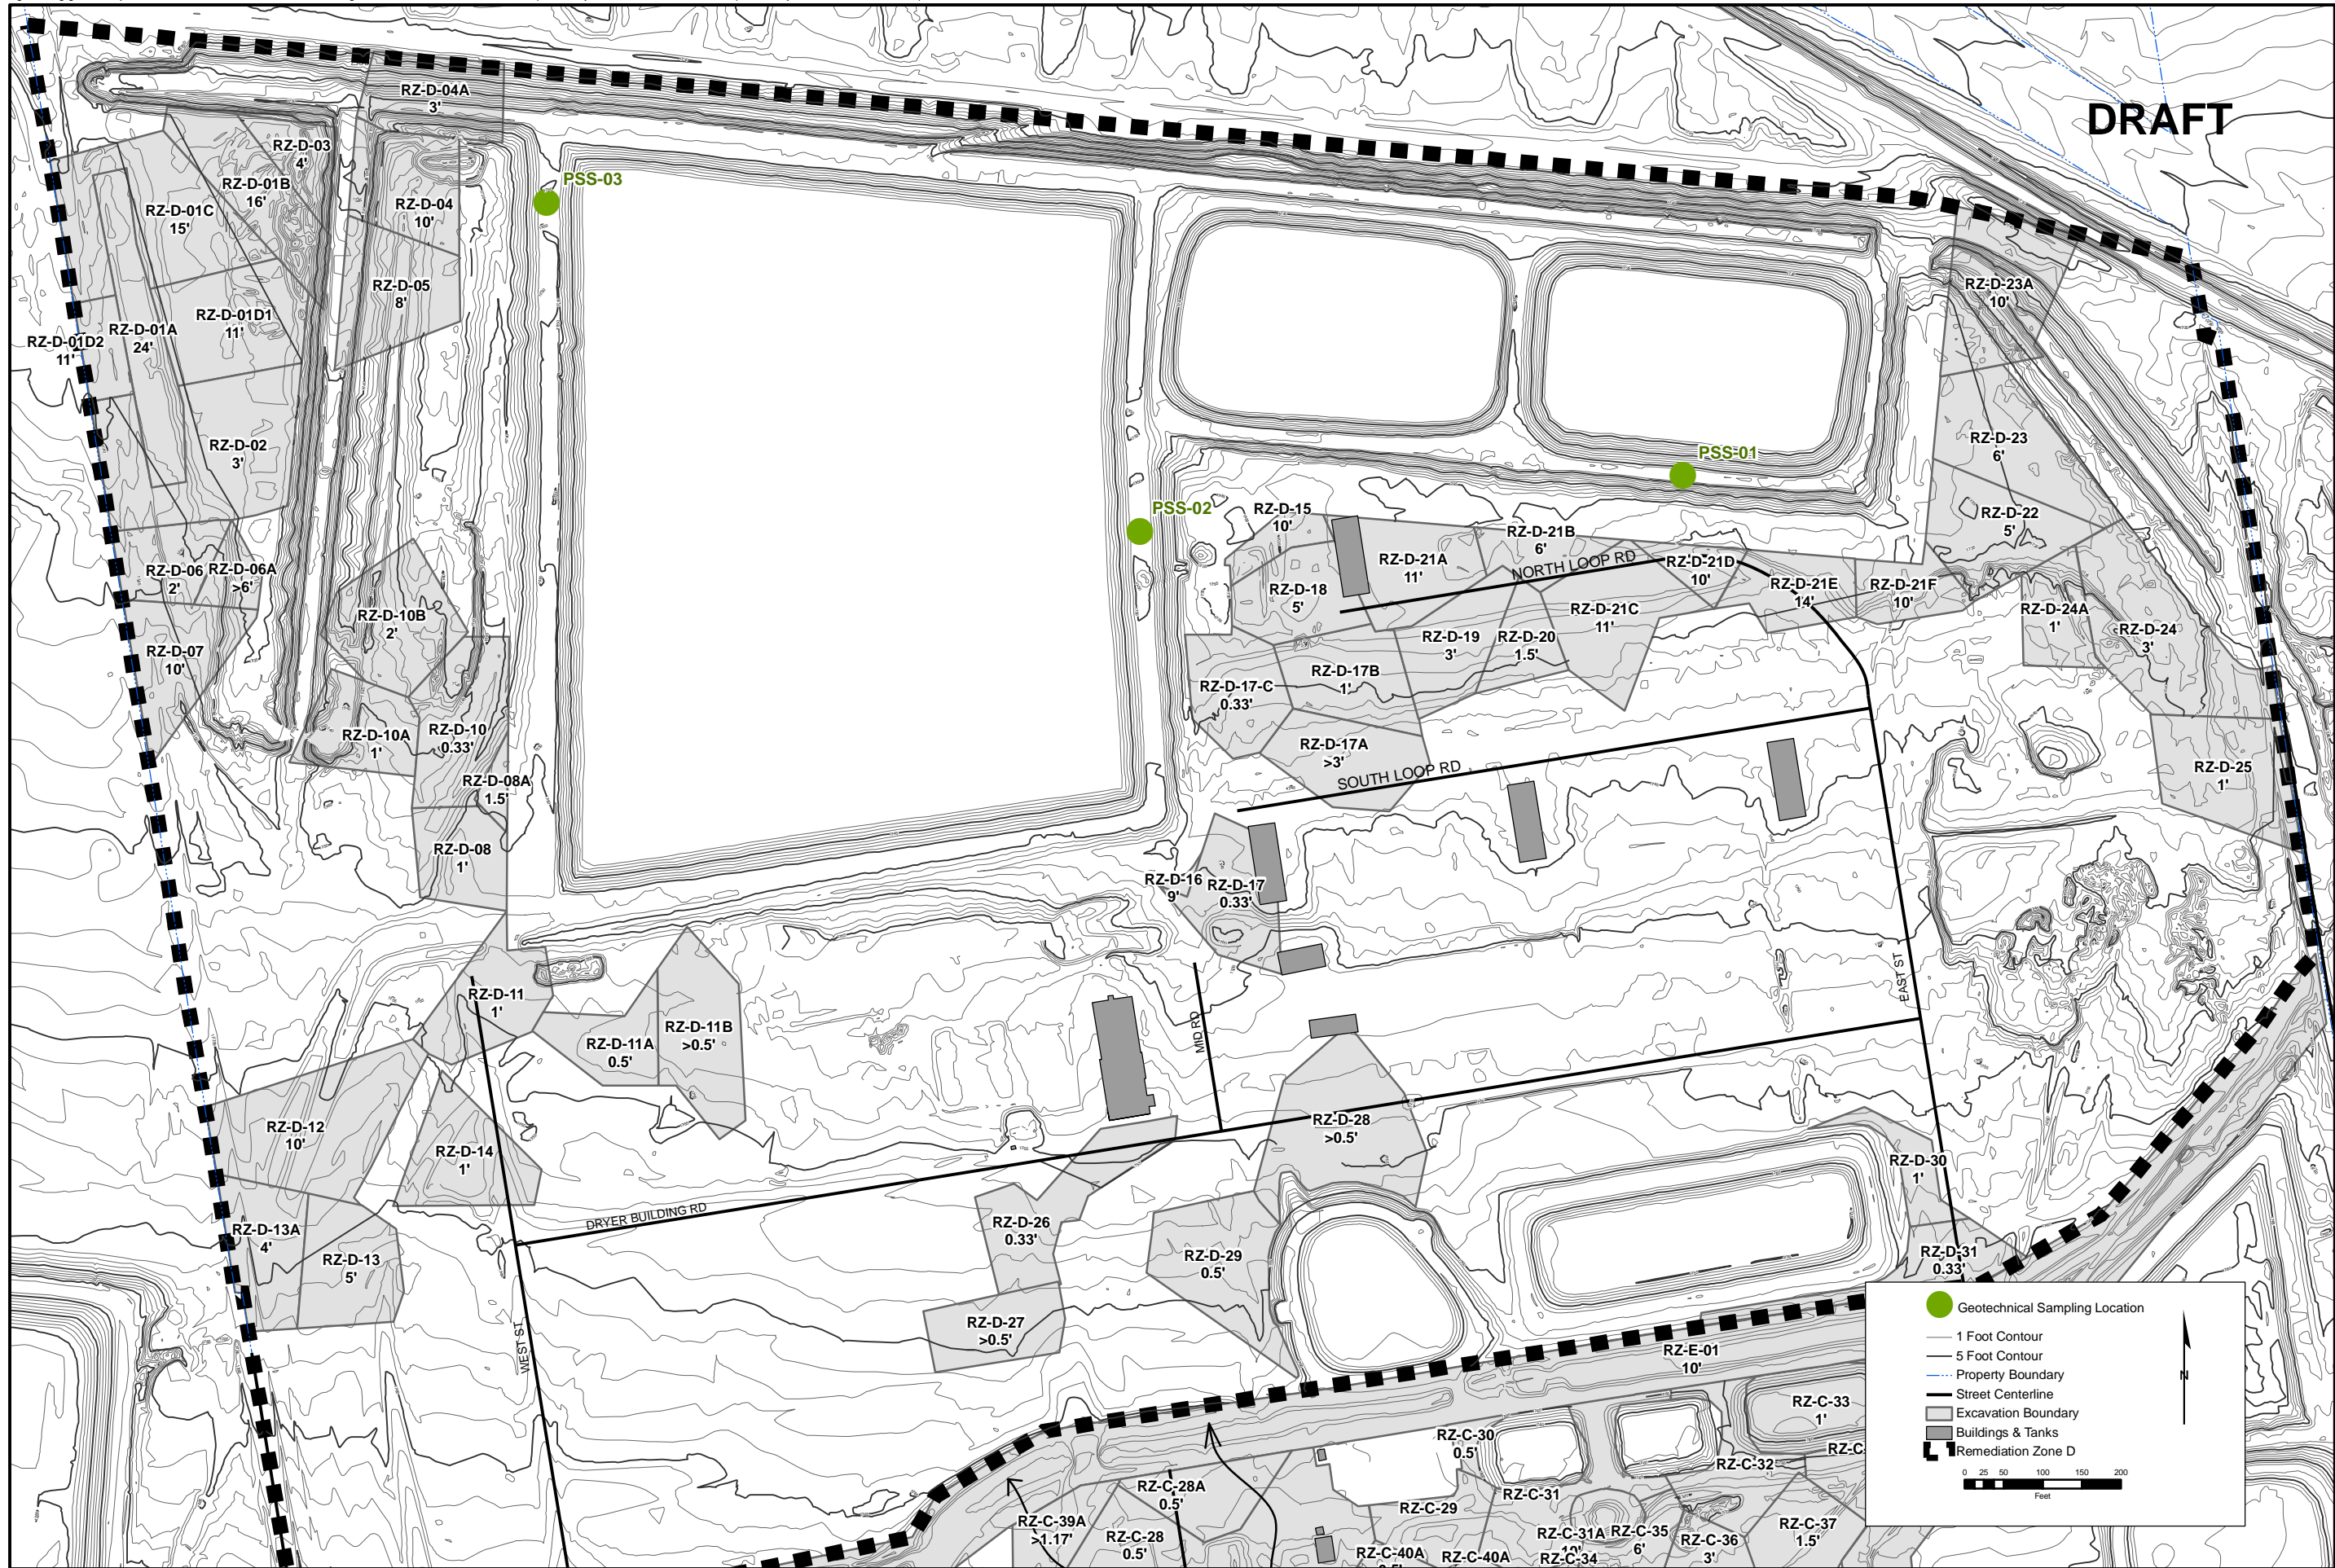 DRAFT
RZ-D-04A
3'
RZ-D-03
4'
RZ-D-01B
16'
RZ-D-01C
15'
RZ-D-04
10'
PSS-03
RZ-D-05
8'
RZ-D-01D1
11'
RZ-D-01A
24'
RZ-D-01D2
11'
RZ-D-23A
10'
RZ-D-02
3'
RZ-D-23
6'
PSS-01
PSS-02
RZ-D-15
10'
RZ-D-22
5'
RZ-D-21B
6'
RZ-D-21A
11'
NORTH LOOP RD
RZ-D-21D
10'
RZ-D-21E
14'
RZ-D-21F
10'
RZ-D-06
2'
RZ-D-06A
>6'
RZ-D-18
5'
RZ-D-21C
11'
RZ-D-24A
1'
RZ-D-10B
2'
RZ-D-19
3'
RZ-D-20
1.5'
RZ-D-24
3'
RZ-D-07
10'
RZ-D-17B
1'
RZ-D-17-C
0.33'
RZ-D-10A
1'
RZ-D-10
0.33'
RZ-D-17A
>3'
SOUTH LOOP RD
RZ-D-25
1'
RZ-D-08A
1.5'
RZ-D-08
1'
RZ-D-16
9'
RZ-D-17
0.33'
EAST ST
RZ-D-11
1'
RZ-D-11B
>0.5'
RZ-D-11A
0.5'
MID RD
RZ-D-12
10'
RZ-D-28
>0.5'
RZ-D-14
1'
RZ-D-30
1'
DRYER BUILDING RD
RZ-D-26
0.33'
RZ-D-13A
4'
RZ-D-13
5'
RZ-D-29
0.5'
RZ-D-31
0.33'
RZ-D-27
>0.5'
WEST ST
RZ-E-01
10'
RZ-C-33
1'
RZ-C-30
0.5'
RZ-C-32
RZ-C-28A
0.5'
RZ-C-31
RZ-C-29
RZ-C-39A
>1.17'
RZ-C-28
0.5'
RZ-C-31A
RZ-C-35
6'
RZ-C-36
3'
RZ-C-37
1.5'
RZ-C-34
RZ-C-40A
RZ-C-40A
Geotechnical Sampling Location
1 Foot Contour
5 Foot Contour
Property Boundary
Street Centerline
Excavation Boundary
Buildings & Tanks
Remediation Zone D
N
0 25 50 100 150 200
Feet